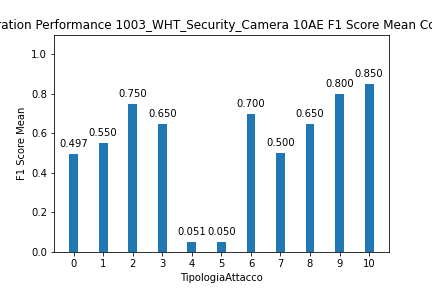 ration Performance 1003_WHT_Security_Camera 10AE F1 Score Mean Co
1.0
0.8
0.6
0.4
0.2
0.0
F1 Score Mean
0.497 0.550 0.750 0.650 0.051 0.050 0.700 0.500 0.650 0.800 0.850
0 1 2 3 4 5 6 7 8 9 10
TipologiaAttacco